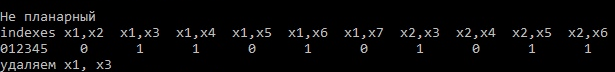 Не планарный
indexes x1,x2 x1,x3 x1,x4 x1,x5 x1,x6 x1,x7 x2,x3 x2,x4 x2,x5 x2,x6
012345 0 1 1 0 1 0 1 0 1 1
удаляем x1, x3